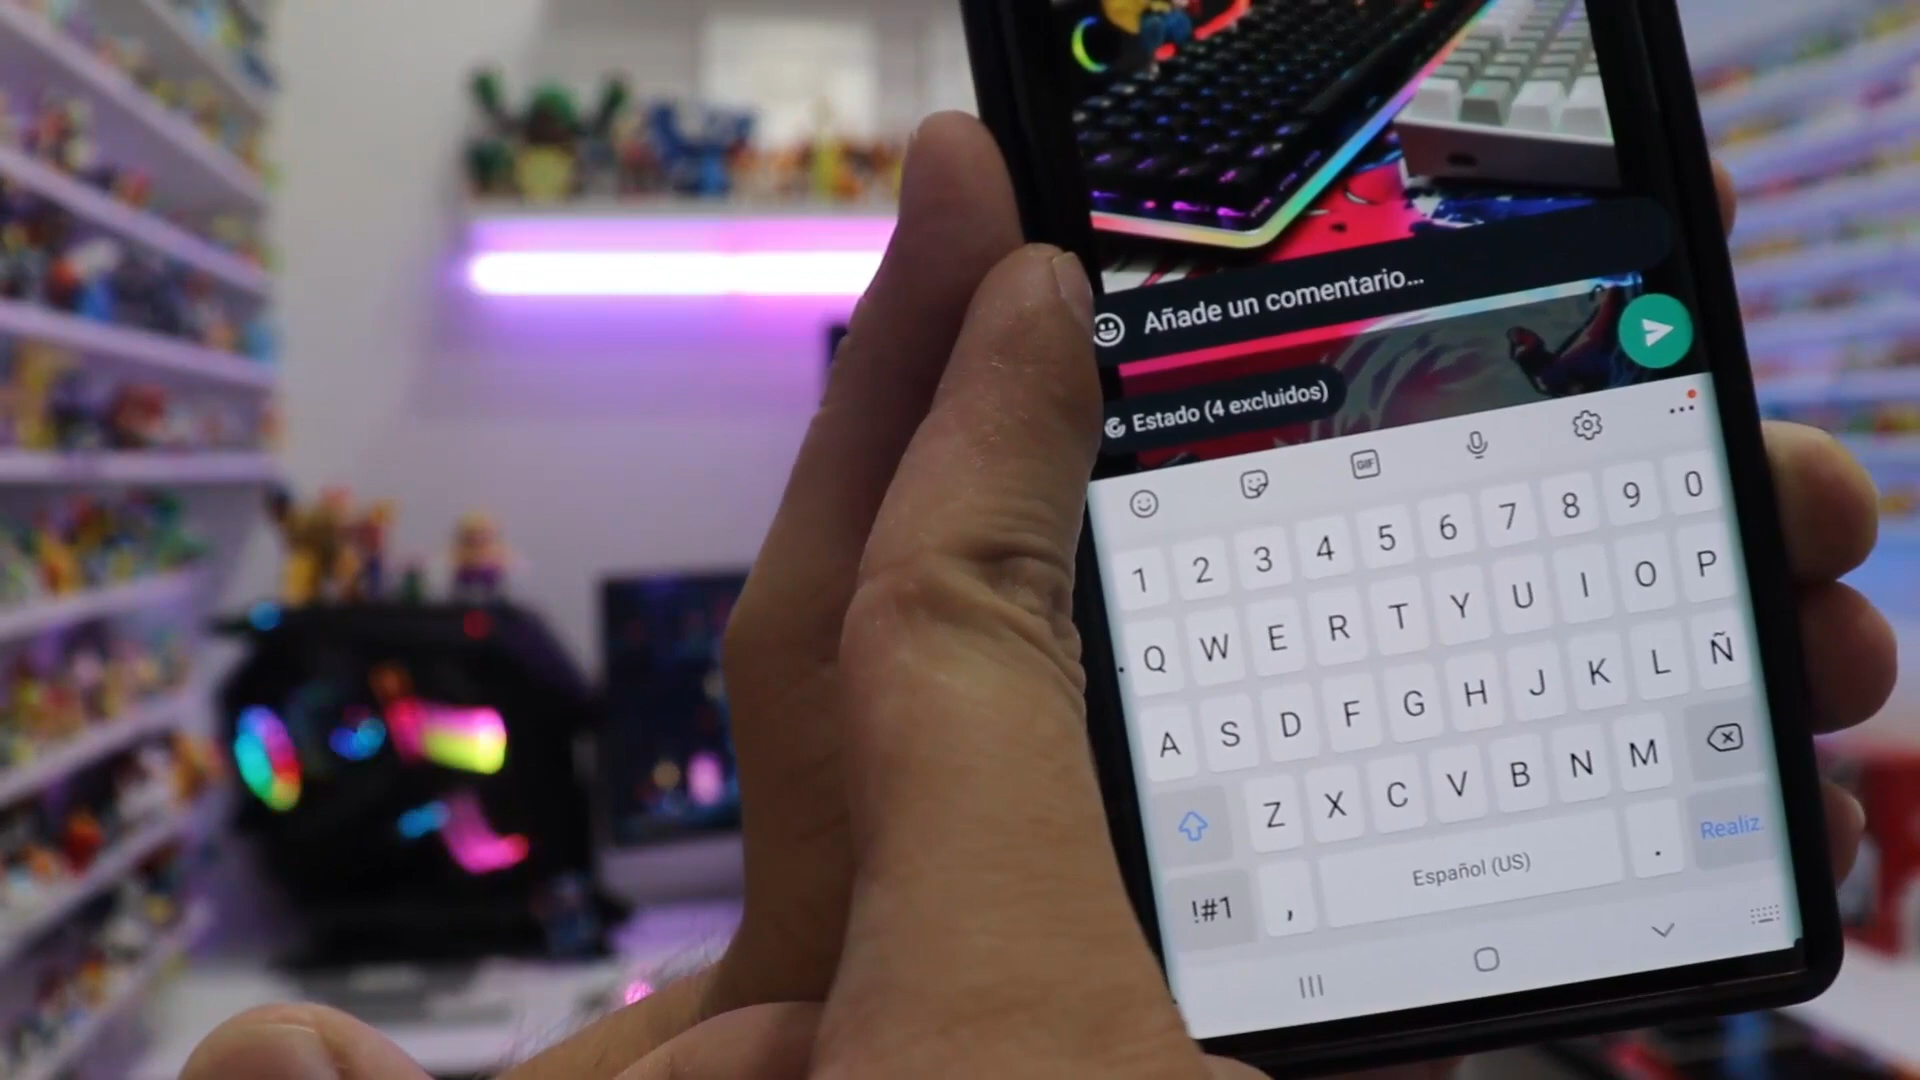 Añade un comentario...
Estado (4 excluidos)
GIF
1 2 3 4 5 6 7 8 9 0
Q W E R T Y U I O P
A S D F G H J K L Ñ
Z X C V B N M
!#1 , Español (US) . Realiz.